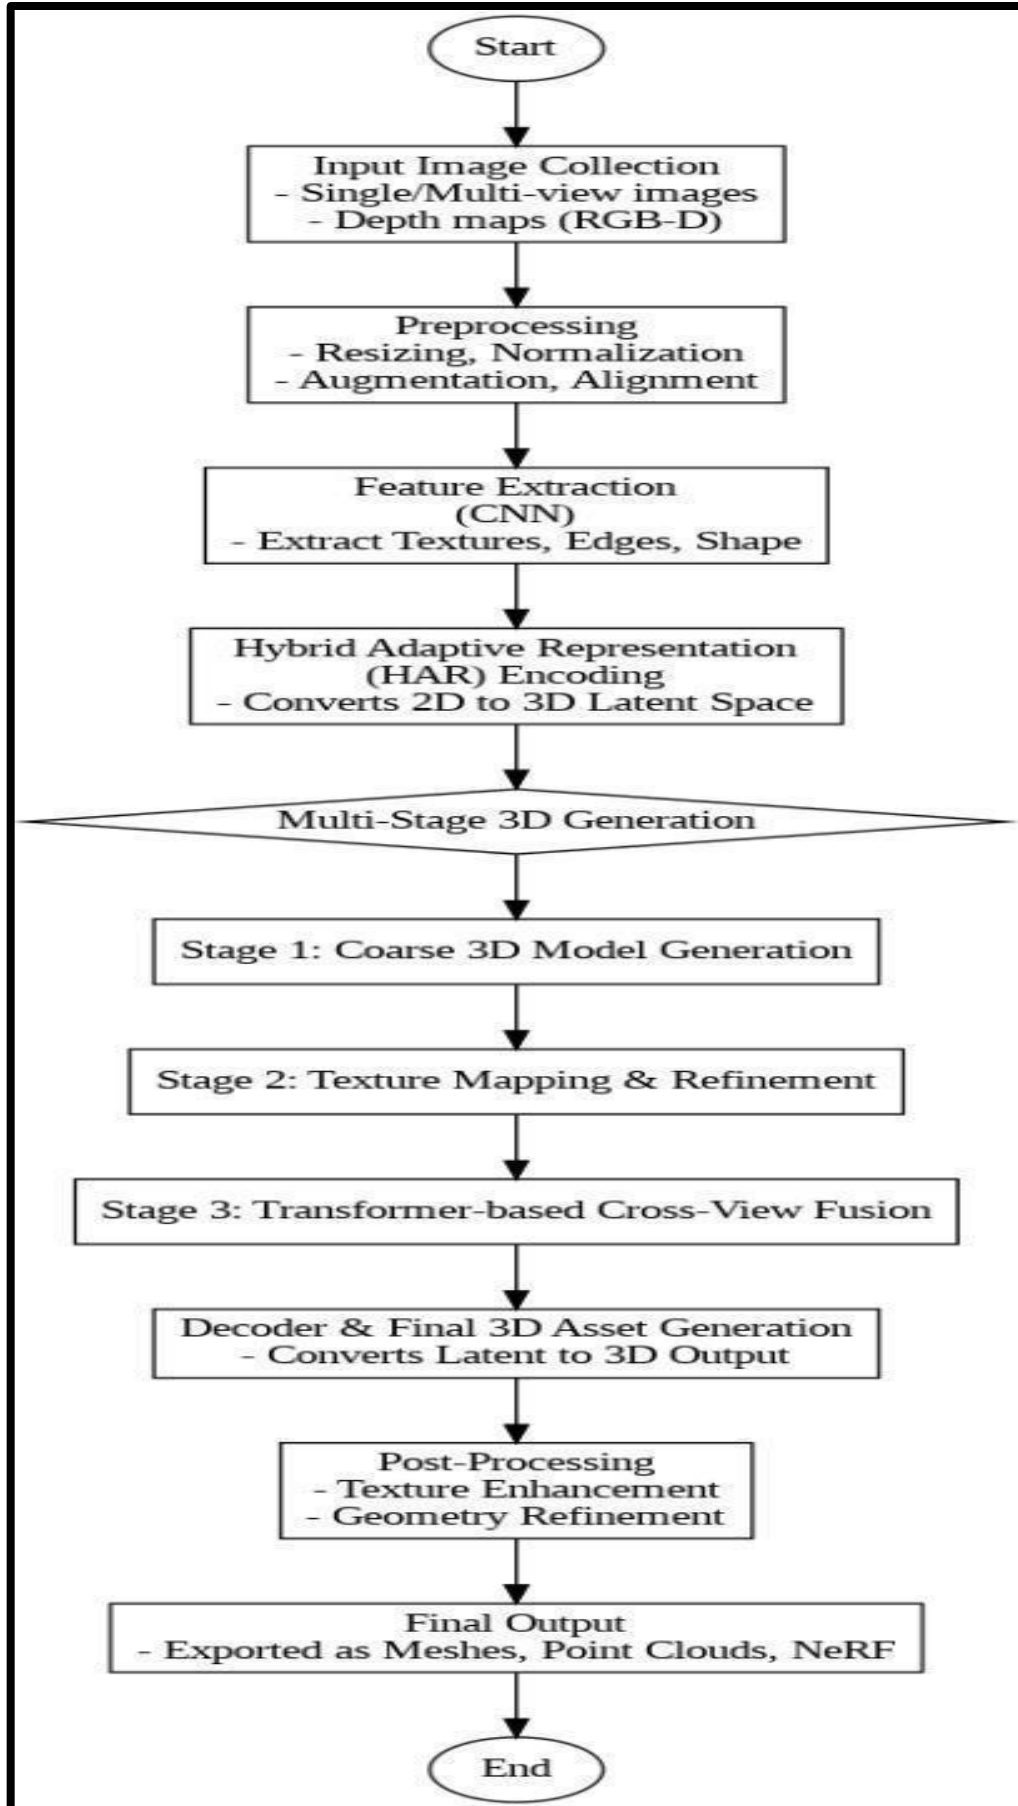 Start
Input Image Collection
- Single/Multi-view images
- Depth maps (RGB-D)
Preprocessing
- Resizing, Normalization
- Augmentation, Alignment
Feature Extraction
(CNN)
- Extract Textures, Edges, Shape
Hybrid Adaptive Representation
(HAR) Encoding
- Converts 2D to 3D Latent Space
Multi-Stage 3D Generation
Stage 1: Coarse 3D Model Generation
Stage 2: Texture Mapping & Refinement
Stage 3: Transformer-based Cross-View Fusion
Decoder & Final 3D Asset Generation
- Converts Latent to 3D Output
Post-Processing
- Texture Enhancement
- Geometry Refinement
Final Output
- Exported as Meshes, Point Clouds, NeRF
End